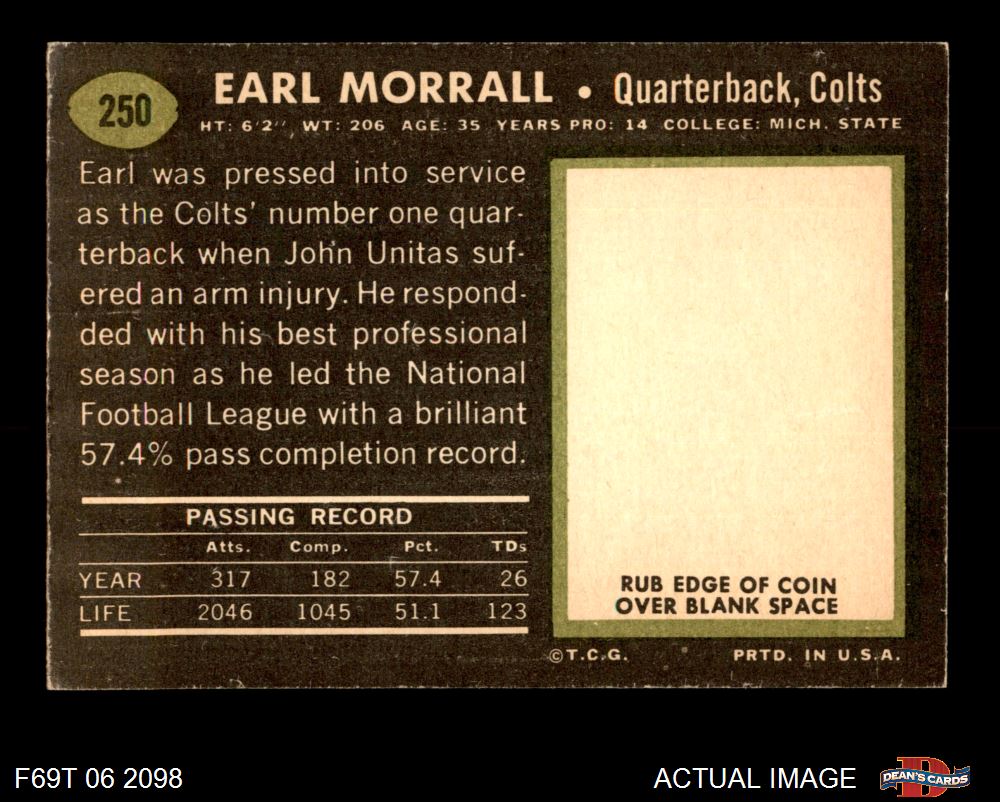 250
EARL MORRALL • Quarterback, Colts
HT: 6'2", WT: 206 AGE: 35 YEARS PRO: 14 COLLEGE: MICH. STATE
Earl was pressed into service
as the Colts' number one quar-
terback when John Unitas suf-
ered an arm injury. He respond-
ded with his best professional
season as he led the National
Football League with a brilliant
57.4% pass completion record.
PASSING RECORD
Atts. Comp. Pct. TDs
YEAR 317 182 57.4 26
LIFE 2046 1045 51.1 123
RUB EDGE OF COIN
OVER BLANK SPACE
©T.C.G. PRTD. IN U.S.A.
F69T 06 2098 ACTUAL IMAGE DEAN'S CARDS